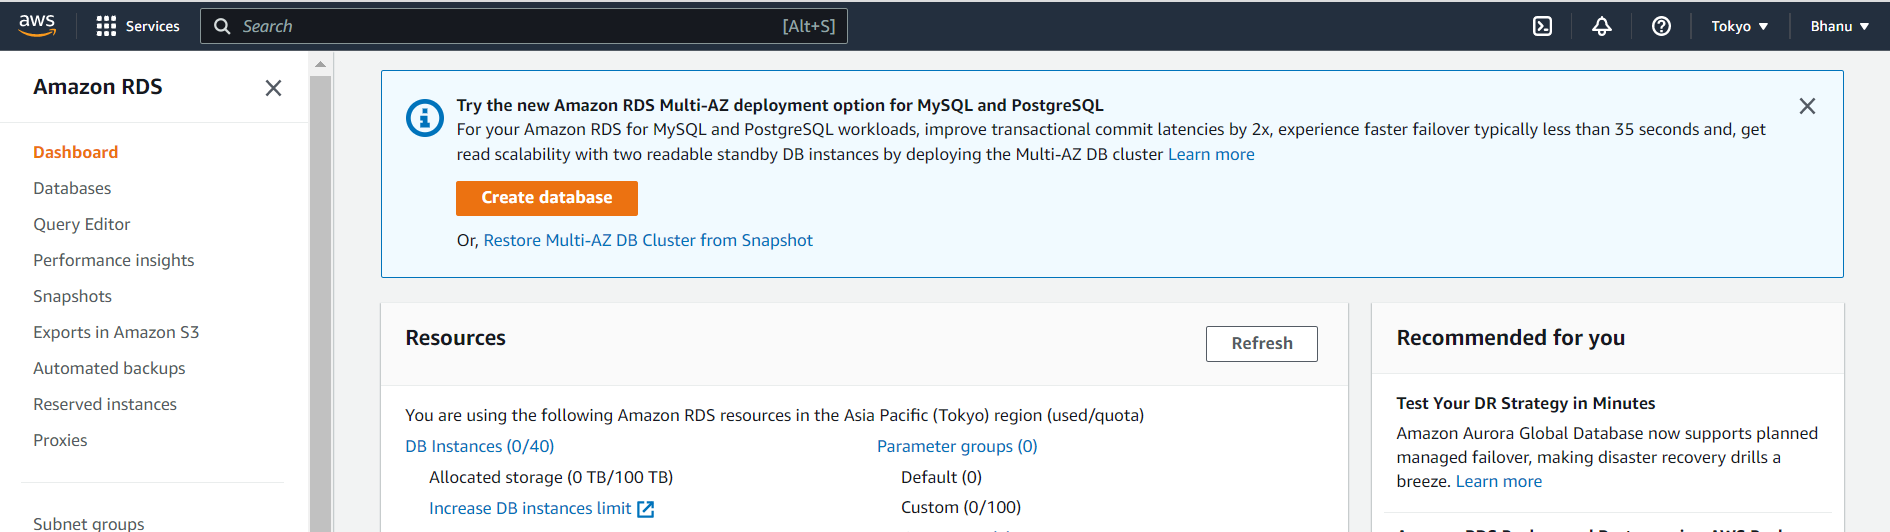 aws
Services
Search
[Alt+S]
Tokyo
Bhanu
Amazon RDS
Dashboard
Databases
Query Editor
Performance insights
Snapshots
Exports in Amazon S3
Automated backups
Reserved instances
Proxies
Subnet groups
Try the new Amazon RDS Multi-AZ deployment option for MySQL and PostgreSQL
For your Amazon RDS for MySQL and PostgreSQL workloads, improve transactional commit latencies by 2x, experience faster failover typically less than 35 seconds and, get
read scalability with two readable standby DB instances by deploying the Multi-AZ DB cluster Learn more
Create database
Or, Restore Multi-AZ DB Cluster from Snapshot
Resources
Refresh
You are using the following Amazon RDS resources in the Asia Pacific (Tokyo) region (used/quota)
DB Instances (0/40)
Allocated storage (0 TB/100 TB)
Increase DB instances limit
Parameter groups (0)
Default (0)
Custom (0/100)
Recommended for you
Test Your DR Strategy in Minutes
Amazon Aurora Global Database now supports planned
managed failover, making disaster recovery drills a
breeze. Learn more